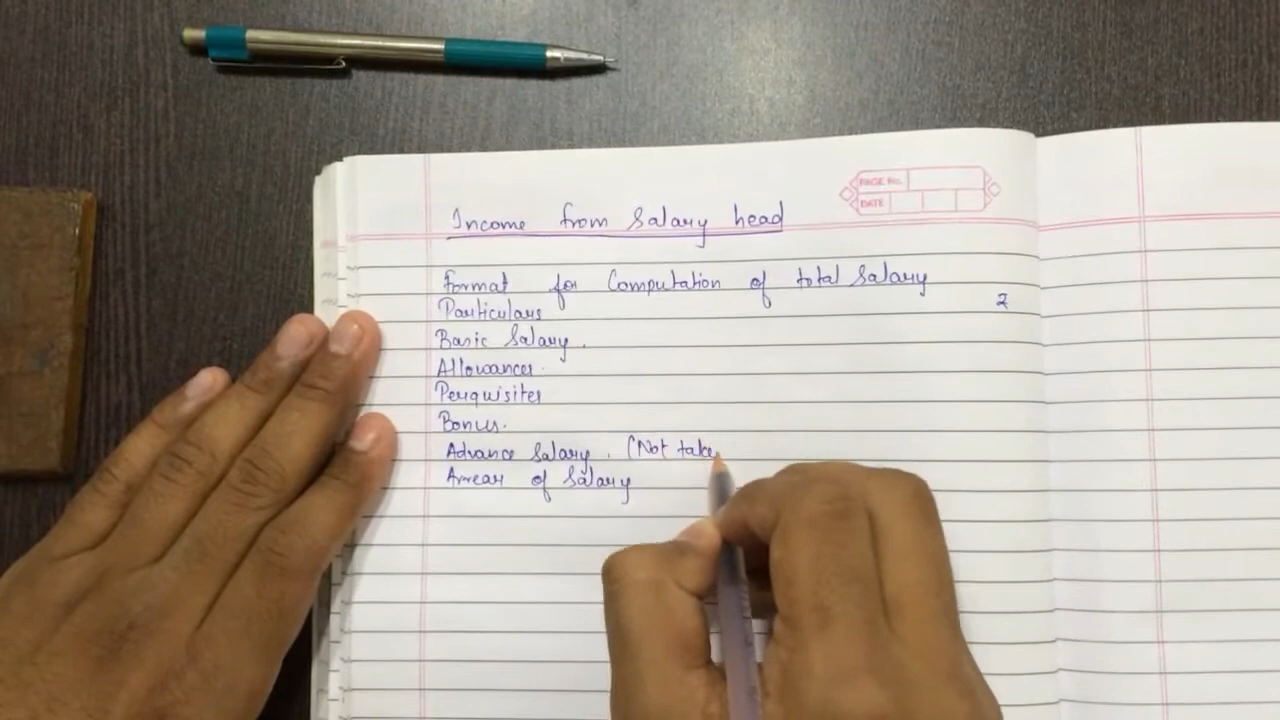 PAGE No.
DATE
Income from Salary head
Format for Computation of total Salary
Particulars ₹
Basic Salary.
Allowances.
Perquisites
Bonus.
Advance Salary. (Not take
Arrear of Salary